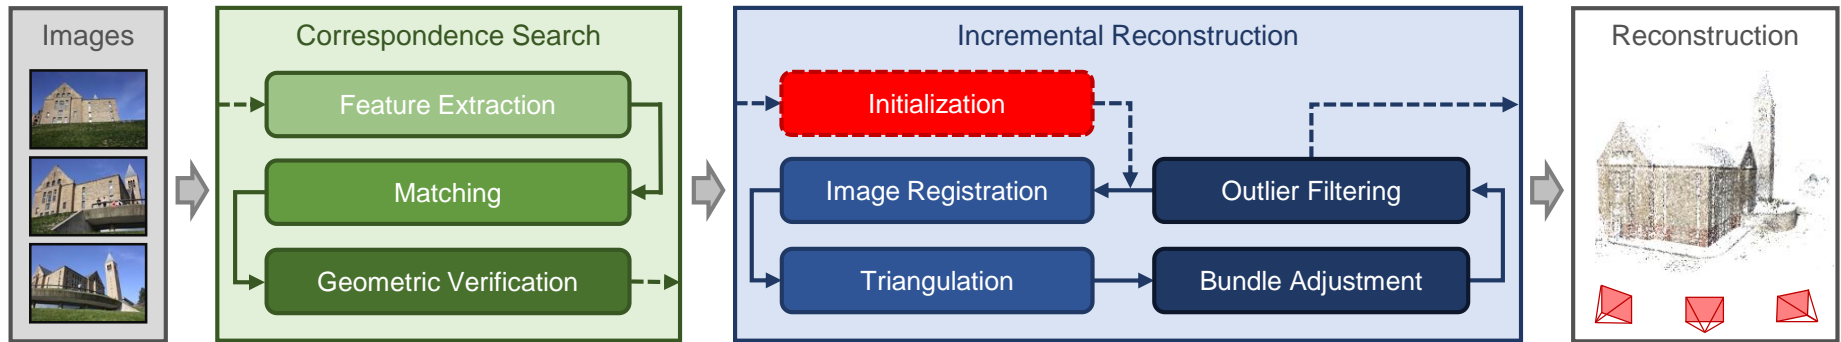 Images
Correspondence Search
Feature Extraction
Matching
Geometric Verification
Incremental Reconstruction
Initialization
Image Registration
Outlier Filtering
Triangulation
Bundle Adjustment
Reconstruction